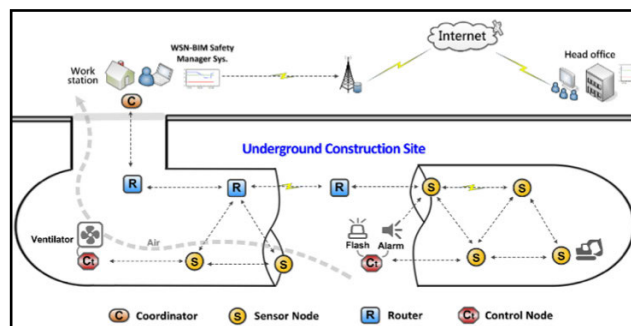 Internet
WSN-BIM Safety
Manager Sys.
Head office
Work
station
C
Underground Construction Site
R
R
R
S
S
Ventilator
Air
Flash
Alarm
Ct
S
S
Ct
S
S
C Coordinator
S Sensor Node
R Router
Ct Control Node